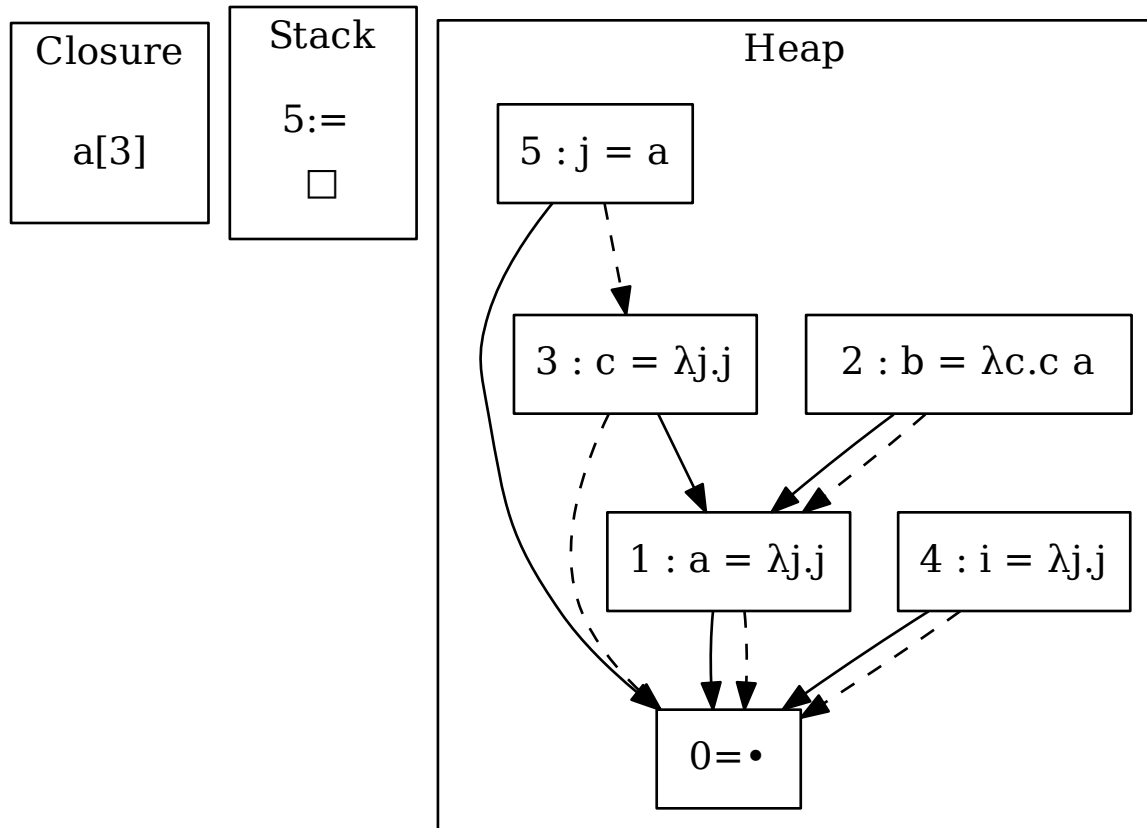 Closure
a[3]
Stack
5:=
□
Heap
5 : j = a
3 : c = λj.j
2 : b = λc.c a
1 : a = λj.j
4 : i = λj.j
0=•